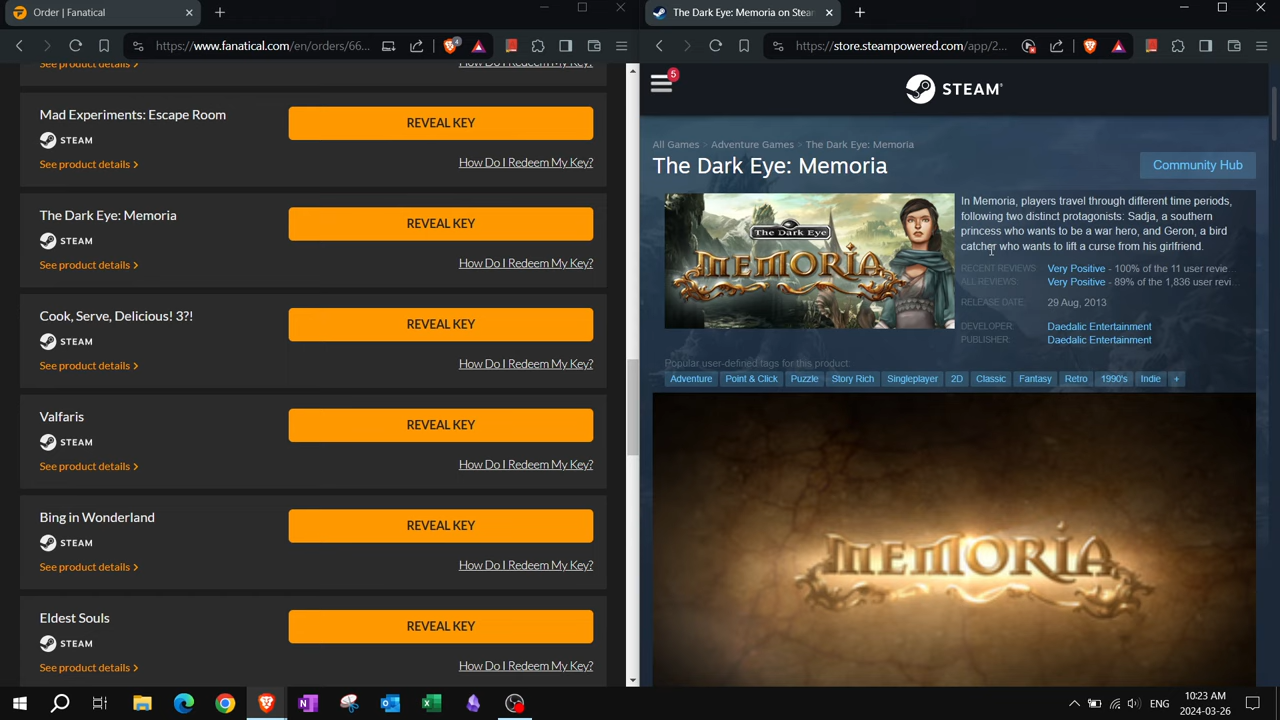 Order | Fanatical
https://www.fanatical.com/en/orders/66...
4
See product details >
How Do I Redeem My Key?
Mad Experiments: Escape Room
REVEAL KEY
STEAM
See product details >
How Do I Redeem My Key?
The Dark Eye: Memoria
REVEAL KEY
STEAM
See product details >
How Do I Redeem My Key?
Cook, Serve, Delicious! 3?!
REVEAL KEY
STEAM
See product details >
How Do I Redeem My Key?
Valfaris
REVEAL KEY
STEAM
See product details >
How Do I Redeem My Key?
Bing in Wonderland
REVEAL KEY
STEAM
See product details >
How Do I Redeem My Key?
Eldest Souls
REVEAL KEY
STEAM
See product details >
How Do I Redeem My Key?
The Dark Eye: Memoria on Steam
https://store.steampowered.com/app/2...
5
STEAM®
All Games > Adventure Games > The Dark Eye: Memoria
The Dark Eye: Memoria
Community Hub
The Dark Eye
MEMORIA
In Memoria, players travel through different time periods,
following two distinct protagonists: Sadja, a southern
princess who wants to be a war hero, and Geron, a bird
catcher who wants to lift a curse from his girlfriend.
RECENT REVIEWS: Very Positive - 100% of the 11 user revie...
ALL REVIEWS: Very Positive - 89% of the 1,836 user revi...
RELEASE DATE: 29 Aug, 2013
DEVELOPER: Daedalic Entertainment
PUBLISHER: Daedalic Entertainment
Popular user-defined tags for this product:
Adventure Point & Click Puzzle Story Rich Singleplayer 2D Classic Fantasy Retro 1990's Indie +
MEMORIA
ENG
10:23 AM
2024-03-26